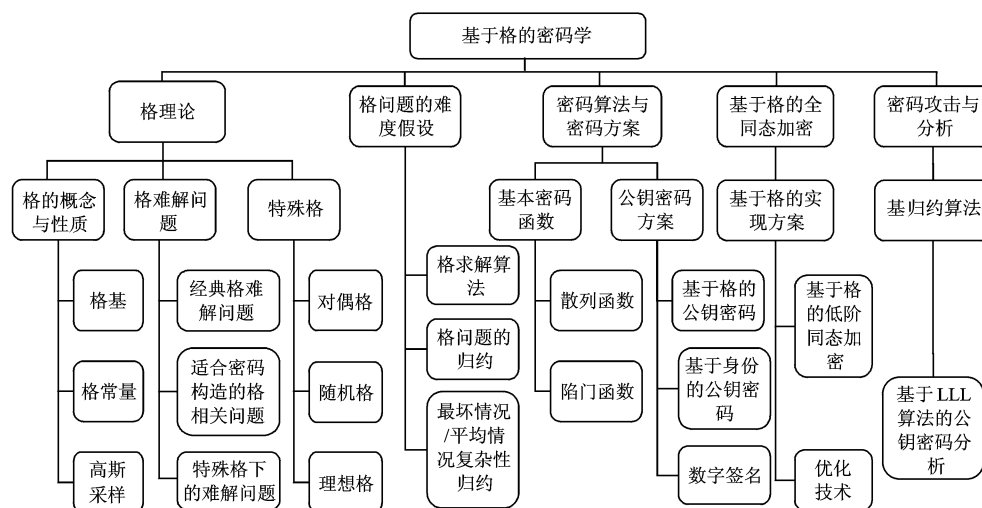 基于格的密码学
格理论
格问题的难
度假设
密码算法与
密码方案
基于格的全
同态加密
密码攻击与
分析
格的概念
与性质
格难解问
题
特殊格
基本密码
函数
公钥密码
方案
基于格的实
现方案
基归约算法
格基
经典格难
解问题
对偶格
格求解算
法
散列函数
基于格的
公钥密码
基于格
的低阶
同态加
密
格常量
适合密码
构造的格
相关问题
随机格
格问题的
归约
陷门函数
基于身份
的公钥密
码
基于LLL
算法的公
钥密码分
析
高斯
采样
特殊格下
的难解问题
理想格
最坏情况
/平均情
况复杂性
归约
数字签名
优化
技术